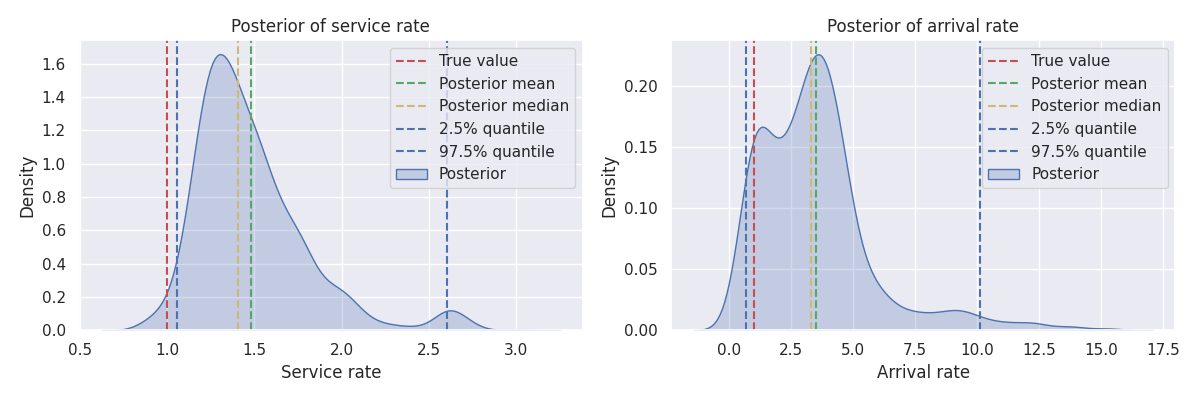 Posterior of service rate
Density
1.6
1.4
1.2
1.0
0.8
0.6
0.4
0.2
0.0
0.5
1.0
1.5
2.0
2.5
3.0
Service rate
True value
Posterior mean
Posterior median
2.5% quantile
97.5% quantile
Posterior
Posterior of arrival rate
Density
0.20
0.15
0.10
0.05
0.00
0.0
2.5
5.0
7.5
10.0
12.5
15.0
17.5
Arrival rate
True value
Posterior mean
Posterior median
2.5% quantile
97.5% quantile
Posterior